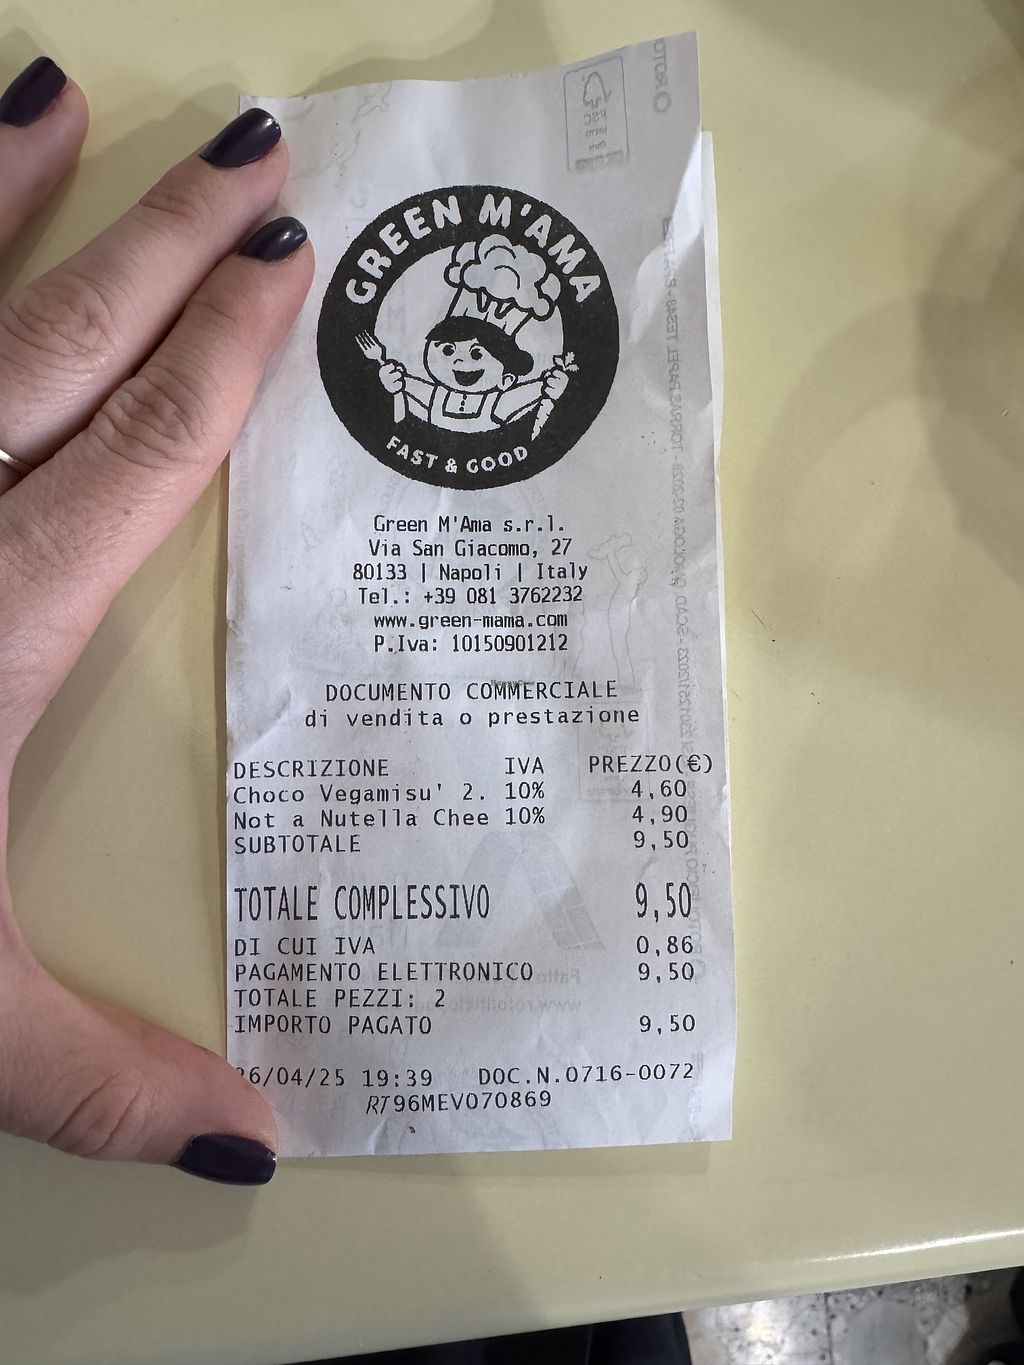 GREEN M'AMA
FAST & GOOD
Green M'Ama s.r.l.
Via San Giacomo, 27
80133 | Napoli | Italy
Tel.: +39 081 3762232
www.green-mama.com
P.Iva: 10150901212
DOCUMENTO COMMERCIALE
di vendita o prestazione
DESCRIZIONE IVA PREZZO(€)
Choco Vegamisu' 2. 10% 4,60
Not a Nutella Chee 10% 4,90
SUBTOTALE 9,50
TOTALE COMPLESSIVO 9,50
DI CUI IVA 0,86
PAGAMENTO ELETTRONICO 9,50
TOTALE PEZZI: 2
IMPORTO PAGATO 9,50
26/04/25 19:39 DOC.N.0716-0072
RT 96MEV070869